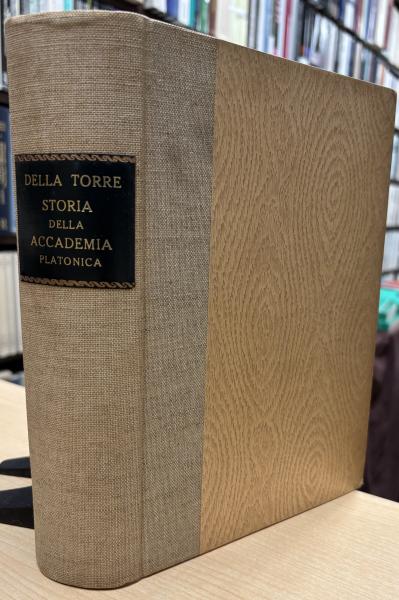 DELLA TORRE
STORIA
DELLA
ACCADEMIA
PLATONICA